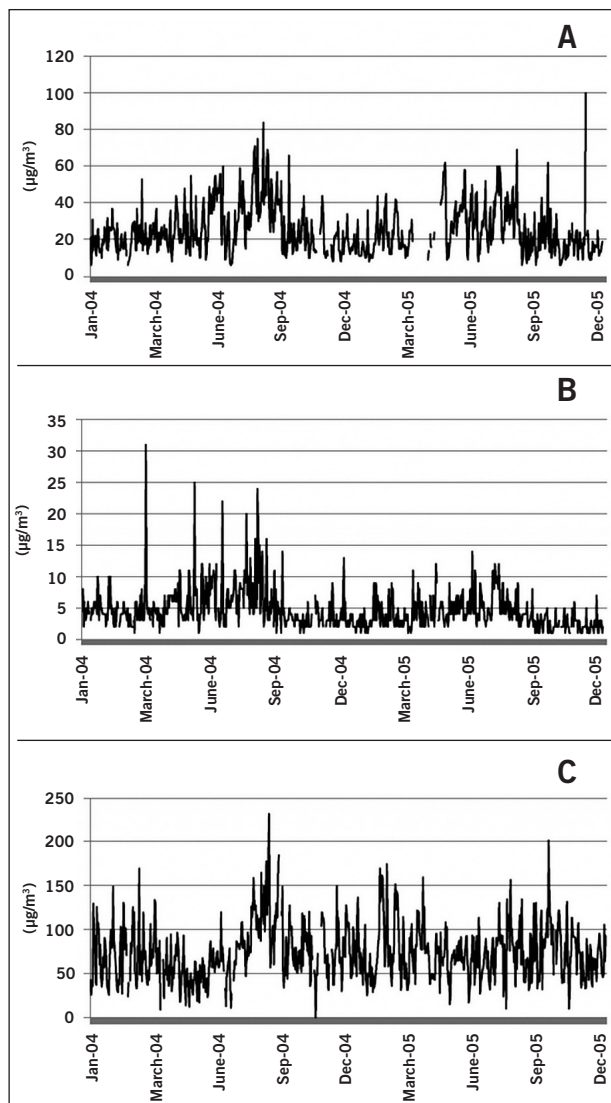 A
(µg/m³)
120
100
80
60
40
20
0
Jan-04
March-04
June-04
Sep-04
Dec-04
March-05
June-05
Sep-05
Dec-05
B
(µg/m³)
35
30
25
20
15
10
5
0
Jan-04
March-04
June-04
Sep-04
Dec-04
March-05
June-05
Sep-05
Dec-05
C
(µg/m³)
250
200
150
100
50
0
Jan-04
March-04
June-04
Sep-04
Dec-04
March-05
June-05
Sep-05
Dec-05